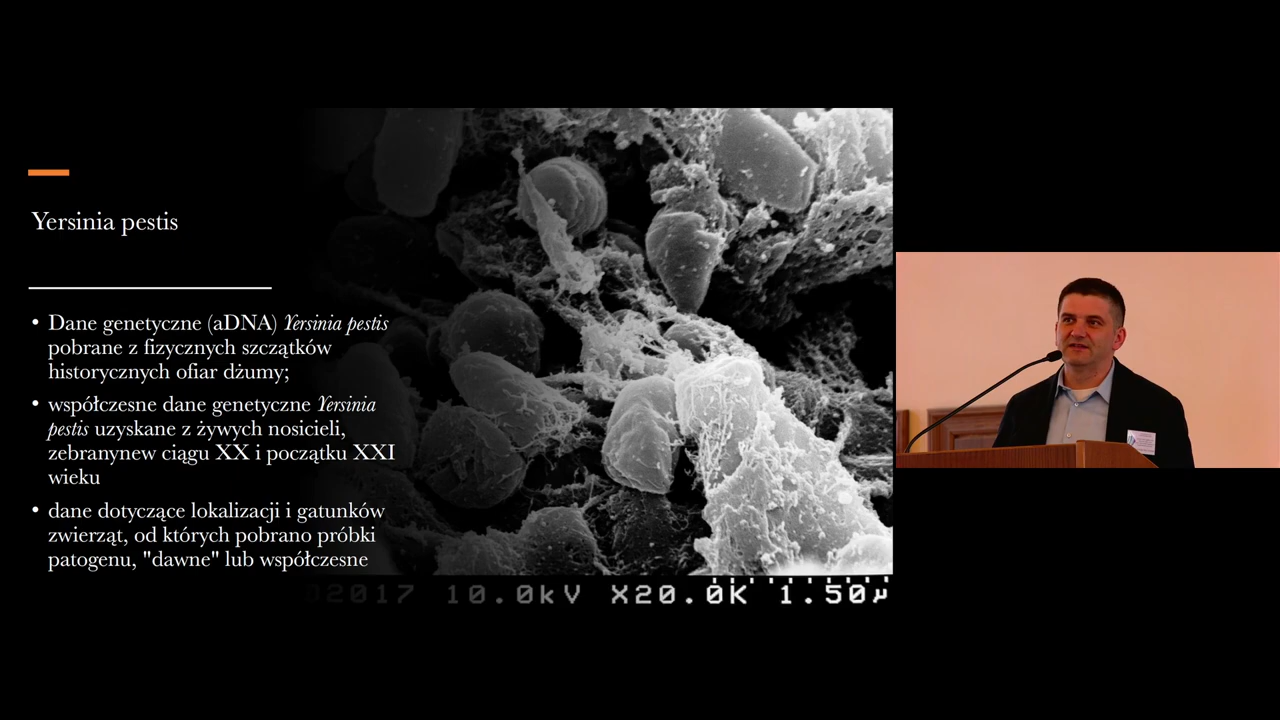 Yersinia pestis
• Dane genetyczne (aDNA) Yersinia pestis
pobrane z fizycznych szczątków
historycznych ofiar dżumy;
• współczesne dane genetyczne Yersinia
pestis uzyskane z żywych nosicieli,
zebranynew ciągu XX i początku XXI
wieku
• dane dotyczące lokalizacji i gatunków
zwierząt, od których pobrano próbki
patogenu, "dawne" lub współczesne
2017 10.0kV X20.0K 1.50µ